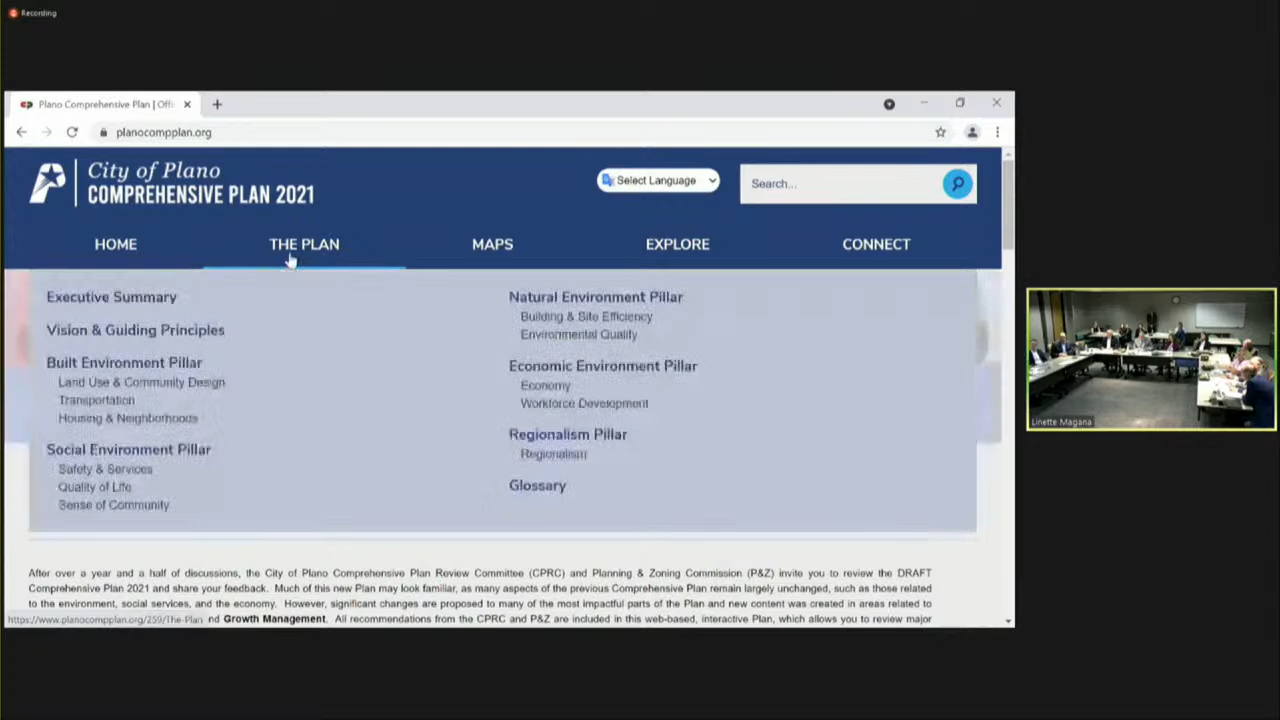 Recording
Plano Comprehensive Plan | Offi
planocompplan.org
City of Plano
COMPREHENSIVE PLAN 2021
Select Language
Search...
HOME
THE PLAN
MAPS
EXPLORE
CONNECT
Executive Summary
Vision & Guiding Principles
Built Environment Pillar
Land Use & Community Design
Transportation
Housing & Neighborhoods
Social Environment Pillar
Safety & Services
Quality of Life
Sense of Community
Natural Environment Pillar
Building & Site Efficiency
Environmental Quality
Economic Environment Pillar
Economy
Workforce Development
Regionalism Pillar
Regionalism
Glossary
After over a year and a half of discussions, the City of Plano Comprehensive Plan Review Committee (CPRC) and Planning & Zoning Commission (P&Z) invite you to review the DRAFT
Comprehensive Plan 2021 and share your feedback. Much of this new Plan may look familiar, as many aspects of the previous Comprehensive Plan remain largely unchanged, such as those related
to the environment, social services, and the economy. However, significant changes are proposed to many of the most impactful parts of the Plan and new content was created in areas related to
https://www.planocompplan.org/259/The-Plan nd Growth Management. All recommendations from the CPRC and P&Z are included in this web-based, interactive Plan, which allows you to review major
Linette Magana